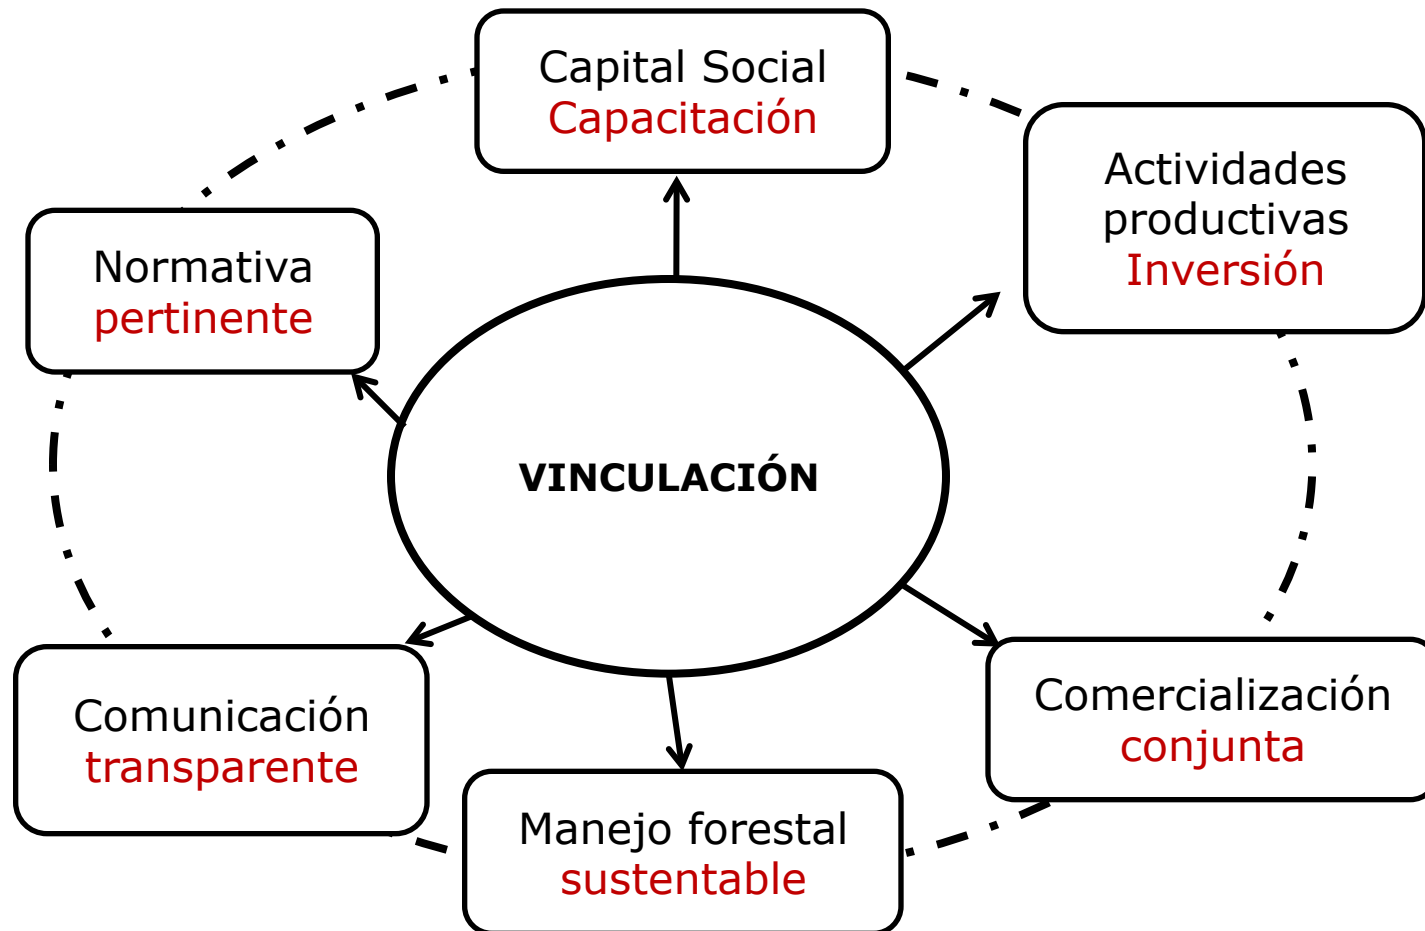 Capital Social
Capacitación
Actividades
productivas
Inversión
Normativa
pertinente
VINCULACIÓN
Comunicación
transparente
Comercialización
conjunta
Manejo forestal
sustentable